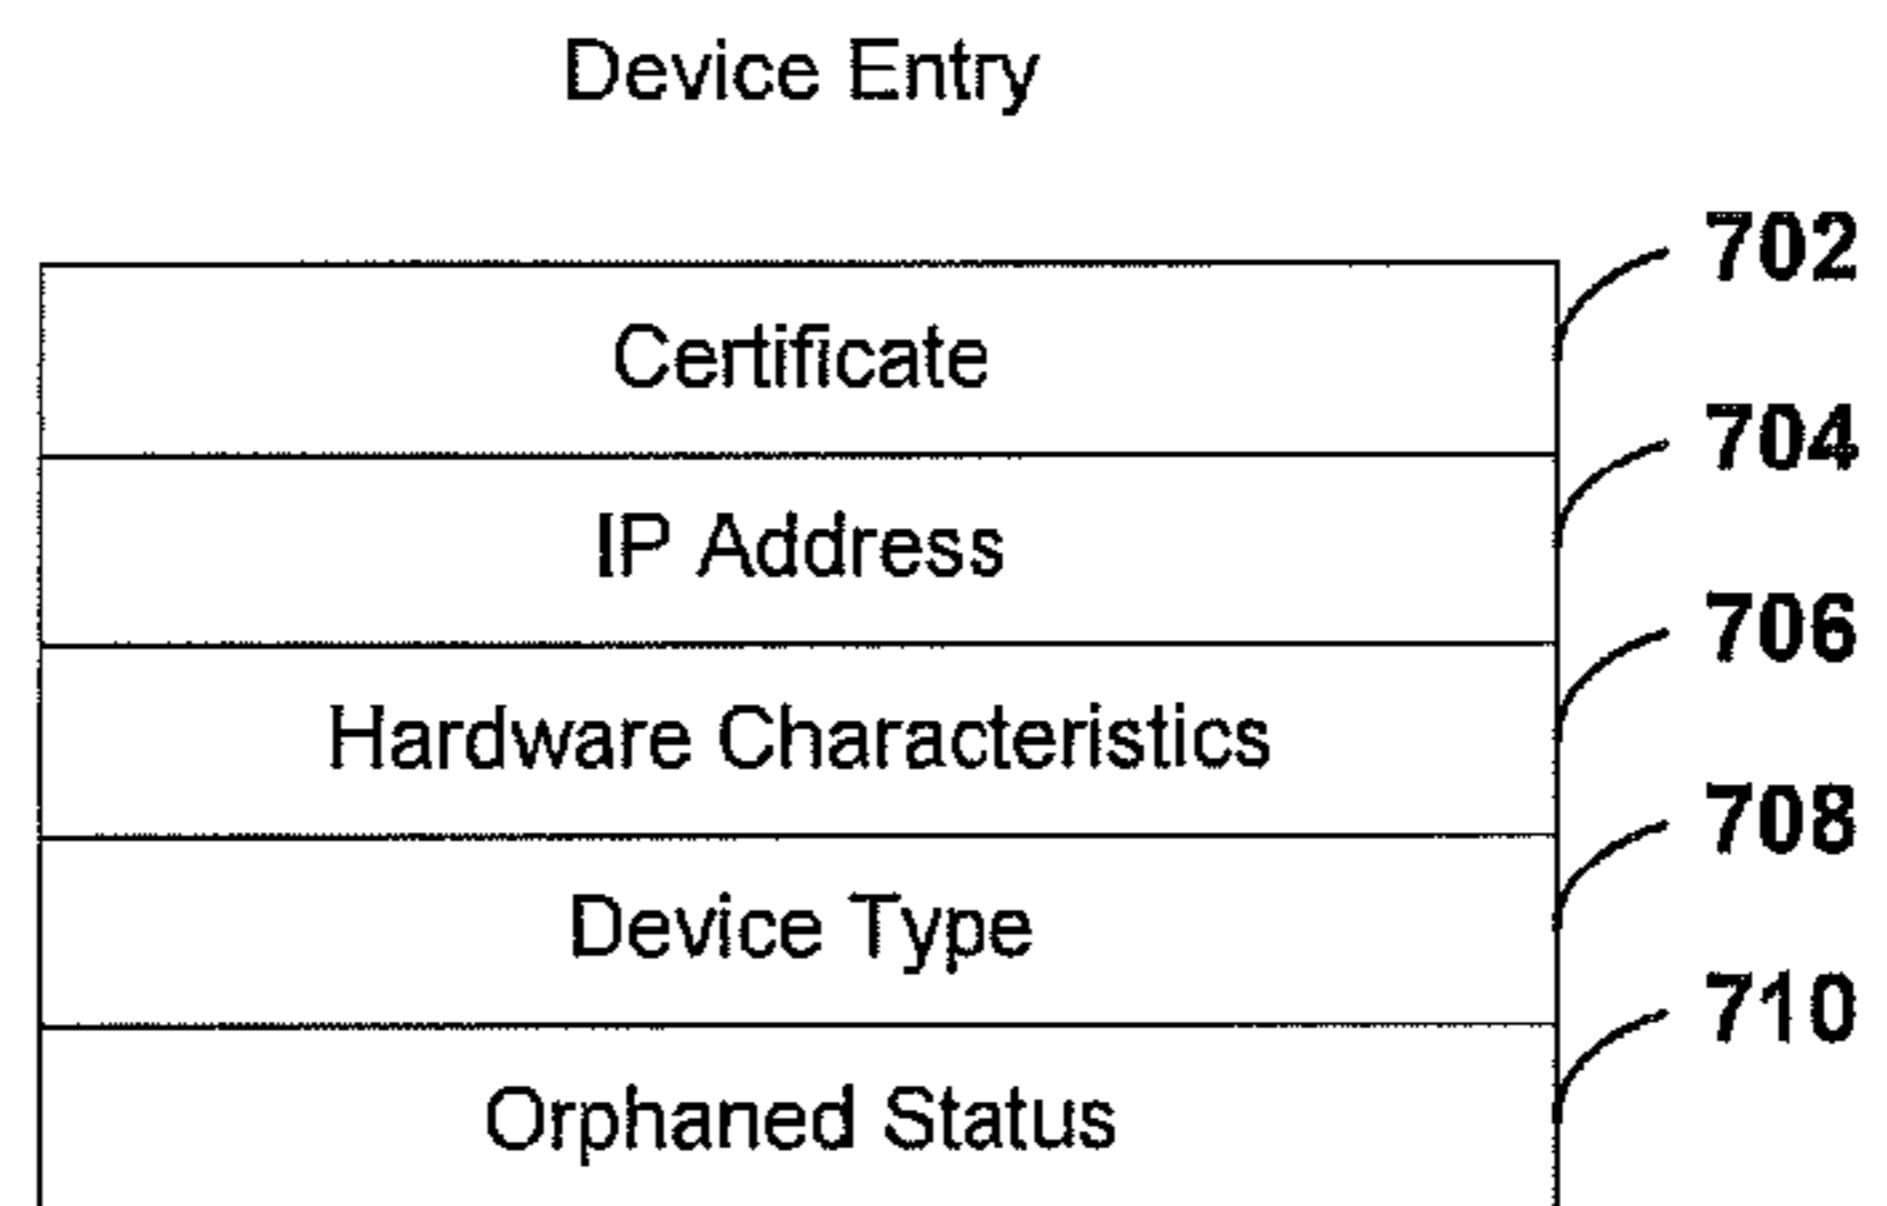 Device Entry
702
Certificate
704
IP Address
706
Hardware Characteristics
708
Device Type
710
Orphaned Status